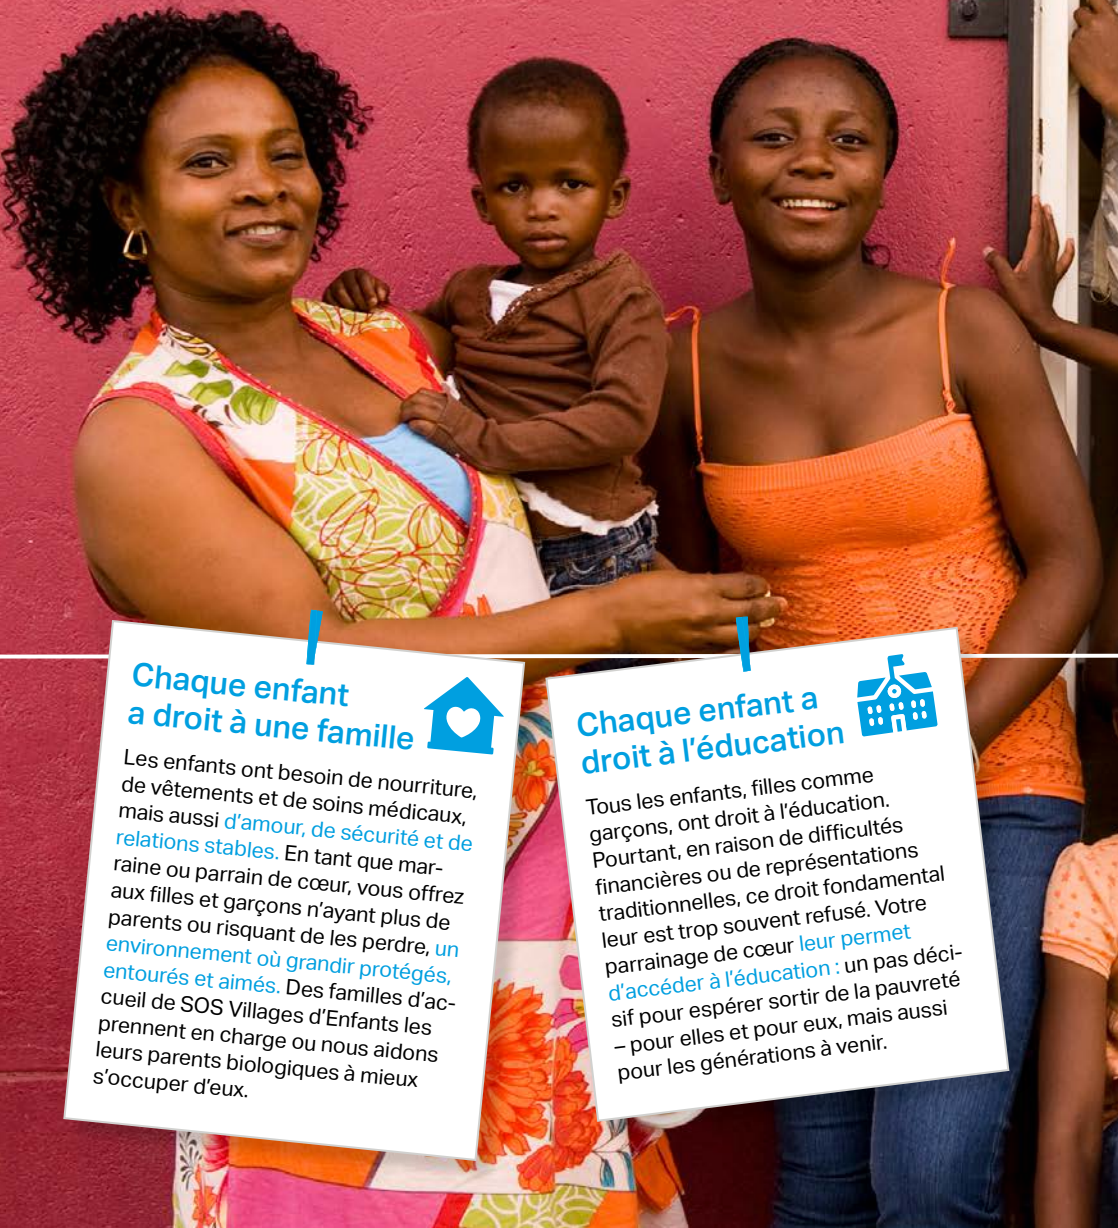 Chaque enfant
a droit à une famille
Les enfants ont besoin de nourriture,
de vêtements et de soins médicaux,
mais aussi d'amour, de sécurité et de
relations stables. En tant que mar-
raine ou parrain de cœur, vous offrez
aux filles et garçons n'ayant plus de
parents ou risquant de les perdre, un
environnement où grandir protégés,
entourés et aimés. Des familles d'ac-
cueil de SOS Villages d'Enfants les
prennent en charge ou nous aidons
leurs parents biologiques à mieux
s'occuper d'eux.
Chaque enfant a
droit à l'éducation
Tous les enfants, filles comme
garçons, ont droit à l'éducation.
Pourtant, en raison de difficultés
financières ou de représentations
traditionnelles, ce droit fondamental
leur est trop souvent refusé. Votre
parrainage de cœur leur permet
d'accéder à l'éducation : un pas déci-
sif pour espérer sortir de la pauvreté
– pour elles et pour eux, mais aussi
pour les générations à venir.